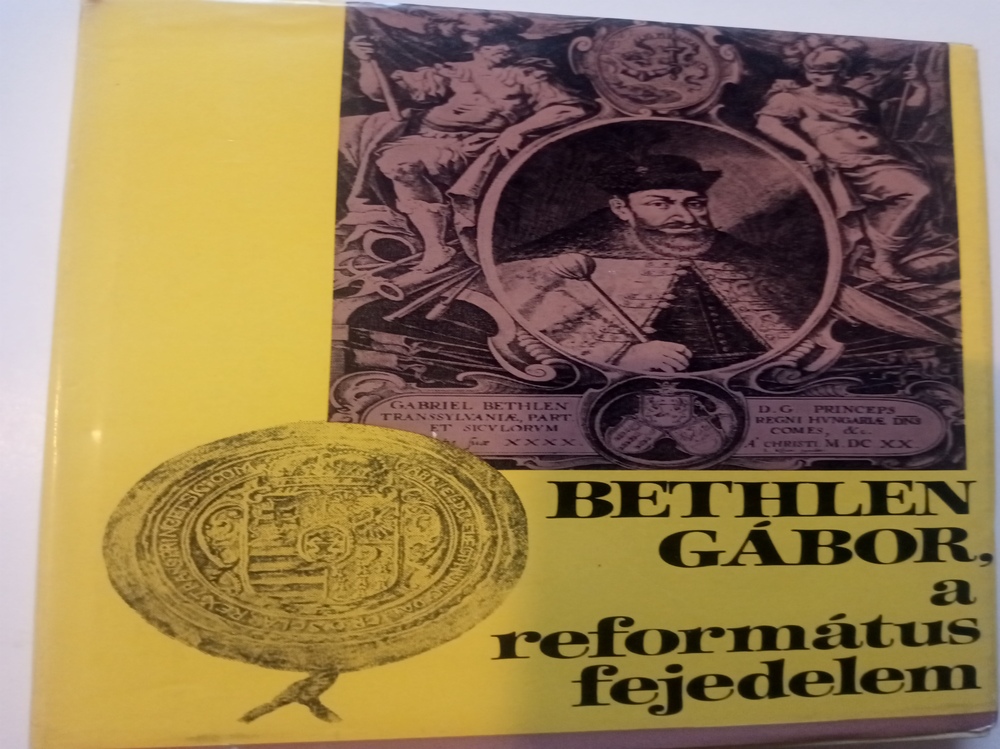 GABRIEL BETHLEN
TRANSSYLVANIÆ, PART
ET SICVLORVM
XXXX
D. G. PRINCEPS
REGNI HVNGARIÆ DNS
COMES, &c.
A° CHRISTI M. DC XX
BETHLEN
GÁBOR,
a
református
fejedelem